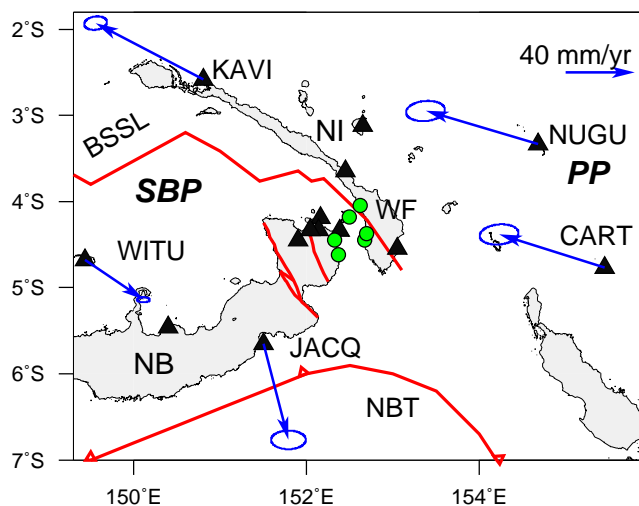 2°S
40 mm/yr
KAVI
3°S
NI
NUGU
BSSL
PP
4°S
SBP
WF
WITU
CART
5°S
JACQ
NB
6°S
NBT
7°S
150°E
152°E
154°E